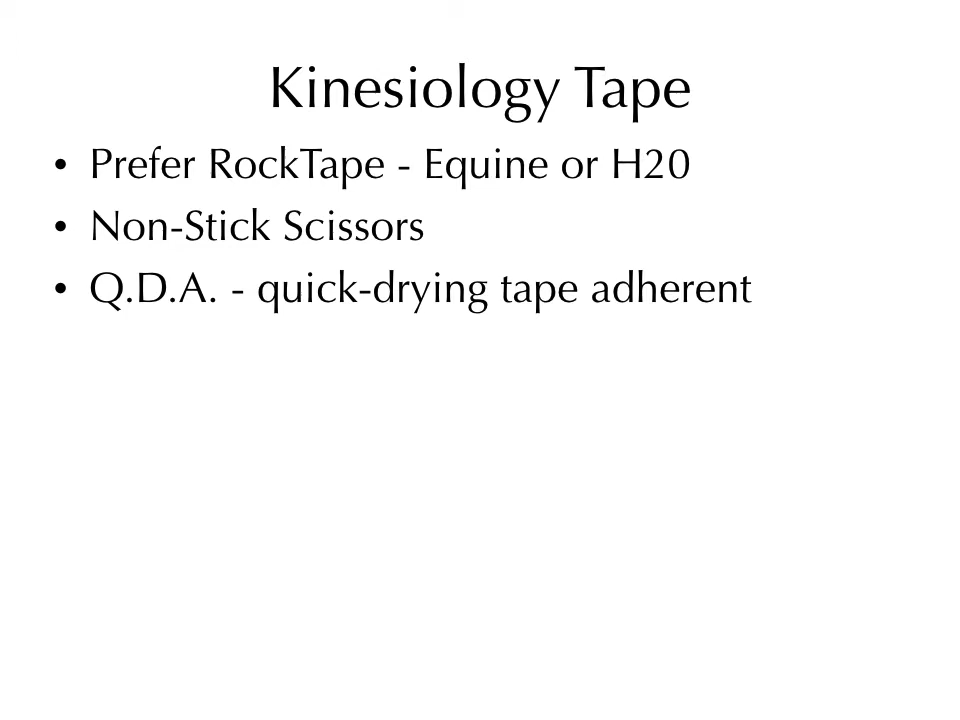 Kinesiology Tape
• Prefer RockTape - Equine or H20
• Non-Stick Scissors
• Q.D.A. - quick-drying tape adherent